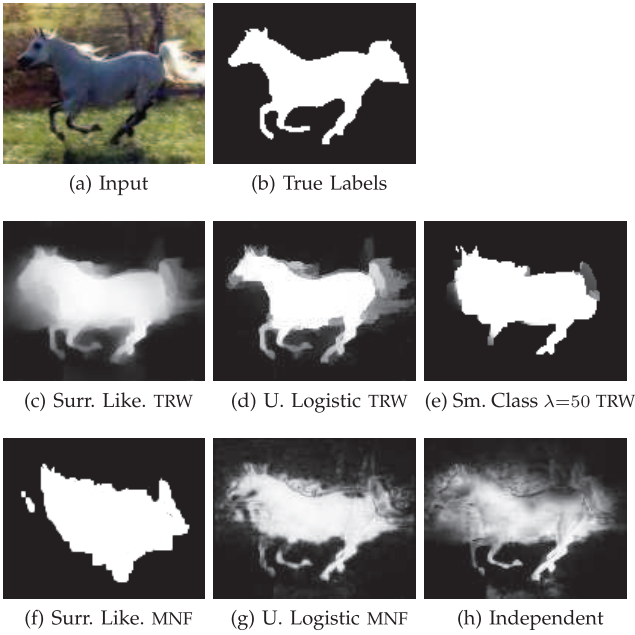 (a) Input
(b) True Labels
(c) Surr. Like. TRW
(d) U. Logistic TRW
(e) Sm. Class λ=50 TRW
(f) Surr. Like. MNF
(g) U. Logistic MNF
(h) Independent